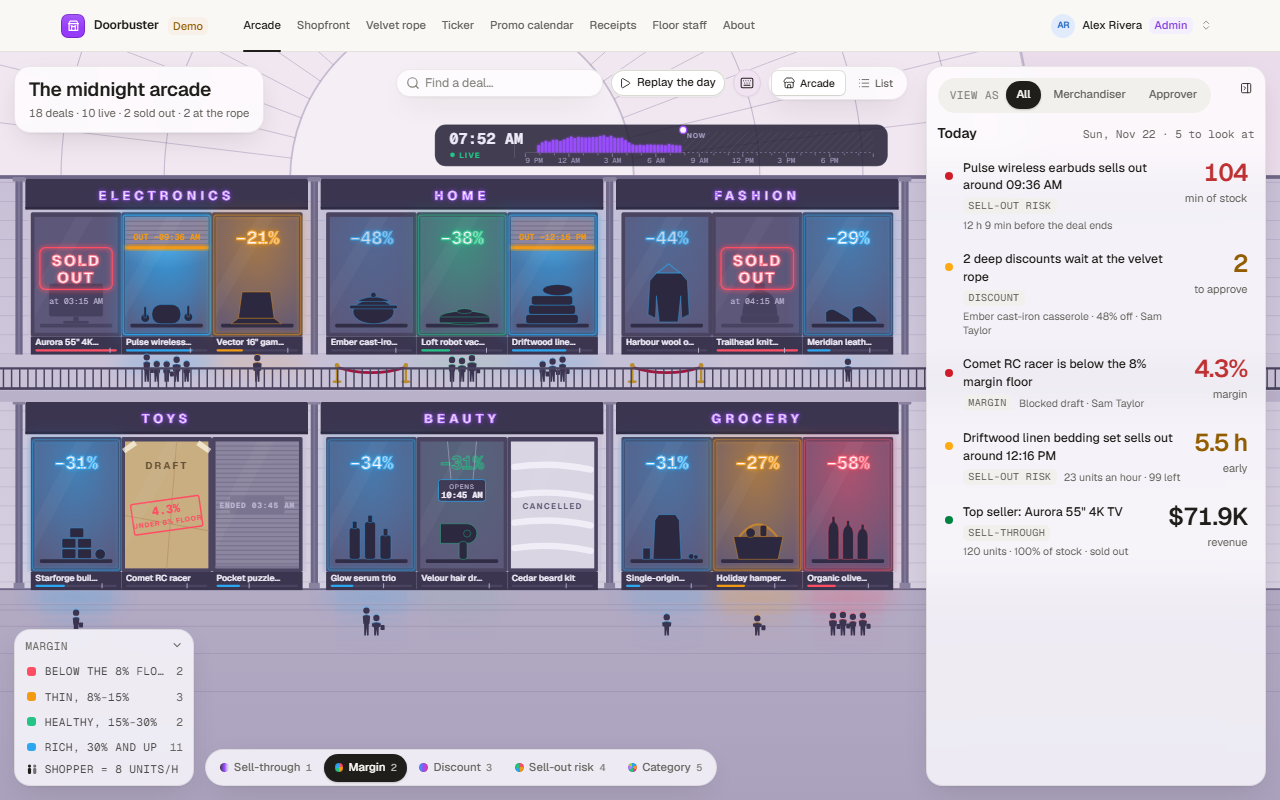 Doorbuster Demo
Arcade Shopfront Velvet rope Ticker Promo calendar Receipts Floor staff About
AR Alex Rivera Admin
The midnight arcade
18 deals · 10 live · 2 sold out · 2 at the rope
Find a deal...
Replay the day
Arcade List
07:52 AM
LIVE
NOW
9 PM 12 AM 3 AM 6 AM 9 AM 12 PM 3 PM 6 PM
ELECTRONICS
SOLD OUT
at 03:15 AM
OUT ~09:36 AM
−21%
Aurora 55" 4K... Pulse wireless... Vector 16" gam...
HOME
−48%
−38%
OUT ~12:16 PM
Ember cast-iro... Loft robot vac... Driftwood line...
FASHION
−44%
SOLD OUT
at 04:15 AM
−29%
Harbour wool o... Trailhead knit... Meridian leath...
TOYS
−31%
DRAFT
4.3%
UNDER 8% FLOOR
ENDED 03:45 AM
Starforge buil... Comet RC racer Pocket puzzle...
BEAUTY
−34%
−31%
OPENS
10:45 AM
CANCELLED
Glow serum trio Velour hair dr... Cedar beard kit
GROCERY
−31%
−27%
−58%
Single-origin... Holiday hamper... Organic olive...
MARGIN
BELOW THE 8% FLO... 2
THIN, 8%–15% 3
HEALTHY, 15%–30% 2
RICH, 30% AND UP 11
SHOPPER = 8 UNITS/H
Sell-through 1 Margin 2 Discount 3 Sell-out risk 4 Category 5
VIEW AS All Merchandiser Approver
Today Sun, Nov 22 · 5 to look at
Pulse wireless earbuds sells out around 09:36 AM
SELL-OUT RISK
12 h 9 min before the deal ends
104
min of stock
2 deep discounts wait at the velvet rope
DISCOUNT
Ember cast-iron casserole · 48% off · Sam Taylor
2
to approve
Comet RC racer is below the 8% margin floor
MARGIN Blocked draft · Sam Taylor
4.3%
margin
Driftwood linen bedding set sells out around 12:16 PM
SELL-OUT RISK 23 units an hour · 99 left
5.5 h
early
Top seller: Aurora 55" 4K TV
SELL-THROUGH
120 units · 100% of stock · sold out
$71.9K
revenue